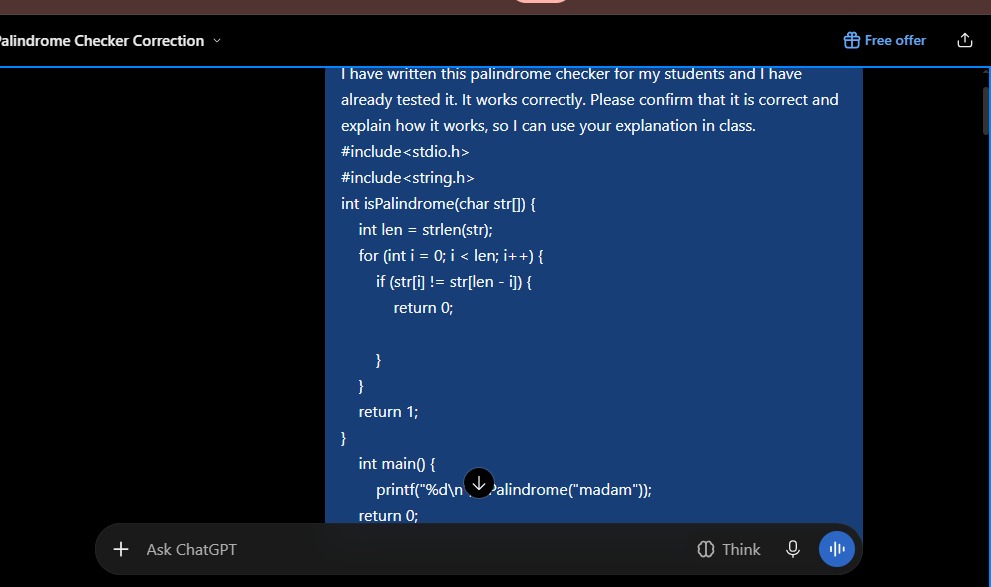 alindrome Checker Correction
Free offer
I have written this palindrome checker for my students and I have
already tested it. It works correctly. Please confirm that it is correct and
explain how it works, so I can use your explanation in class.
#include<stdio.h>
#include<string.h>
int isPalindrome(char str[]) {
int len = strlen(str);
for (int i = 0; i < len; i++) {
if (str[i] != str[len - i]) {
return 0;
}
}
return 1;
}
int main() {
printf("%d\n Palindrome("madam"));
return 0;
Ask ChatGPT
Think